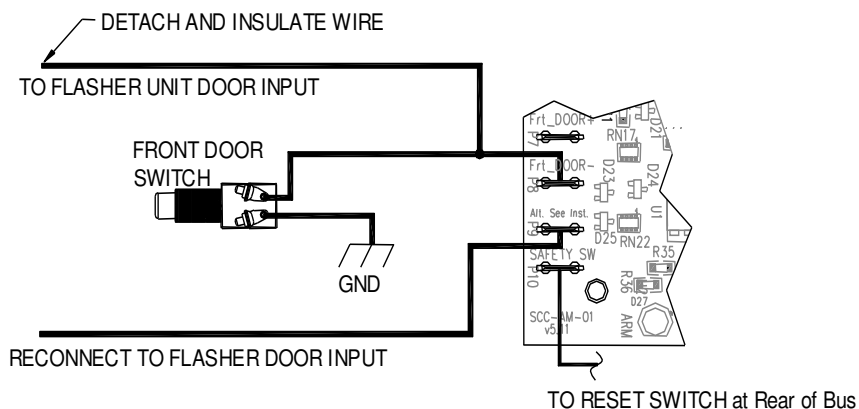 DETACH AND INSULATE WIRE
TO FLASHER UNIT DOOR INPUT
FRONT DOOR
SWITCH
GND
RECONNECT TO FLASHER DOOR INPUT
TO RESET SWITCH at Rear of Bus
Frt_DOOR+
P7
RN17
D21
Frt_DOOR-
P8
D23
D24
Alt. See Inst.
P9
D25
RN22
U1
SAFETY SW
P10
R35
R36
D27
SCC-AM-01
v5.11
ARM